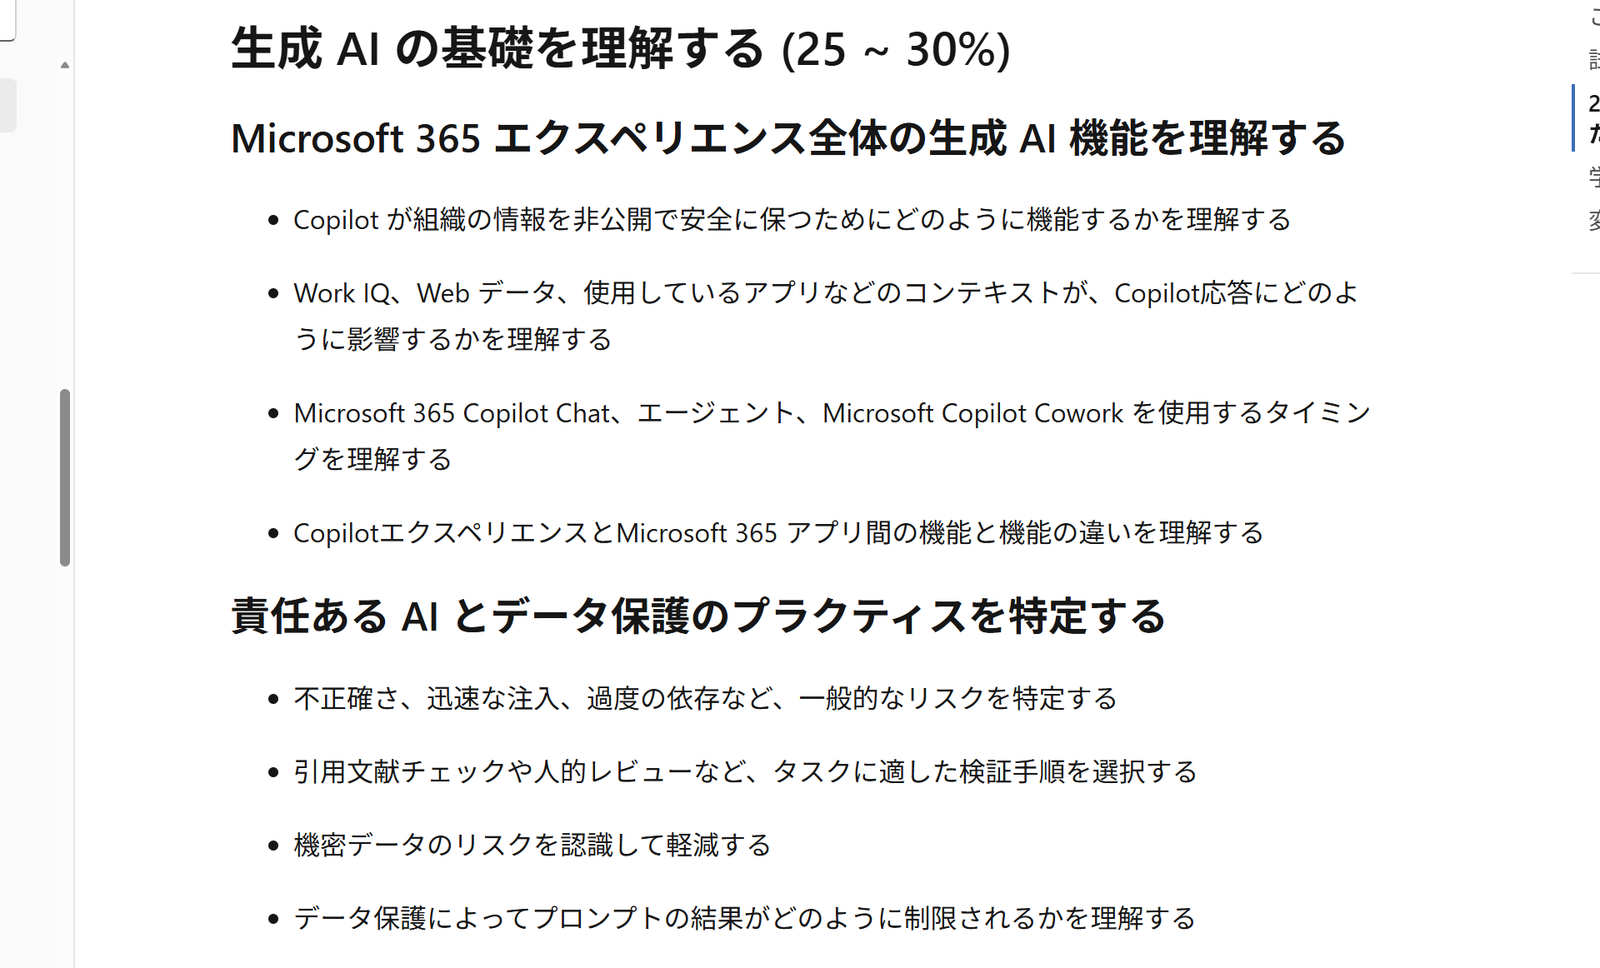 生成 AI の基礎を理解する (25 ~ 30%)
Microsoft 365 エクスペリエンス全体の生成 AI 機能を理解する
Copilot が組織の情報を非公開で安全に保つためにどのように機能するかを理解する
Work IQ、Web データ、使用しているアプリなどのコンテキストが、Copilot応答にどのよ
うに影響するかを理解する
Microsoft 365 Copilot Chat、エージェント、Microsoft Copilot Cowork を使用するタイミン
グを理解する
CopilotエクスペリエンスとMicrosoft 365 アプリ間の機能と機能の違いを理解する
責任ある AI とデータ保護のプラクティスを特定する
不正確さ、迅速な注入、過度の依存など、一般的なリスクを特定する
引用文献チェックや人的レビューなど、タスクに適した検証手順を選択する
機密データのリスクを認識して軽減する
データ保護によってプロンプトの結果がどのように制限されるかを理解する